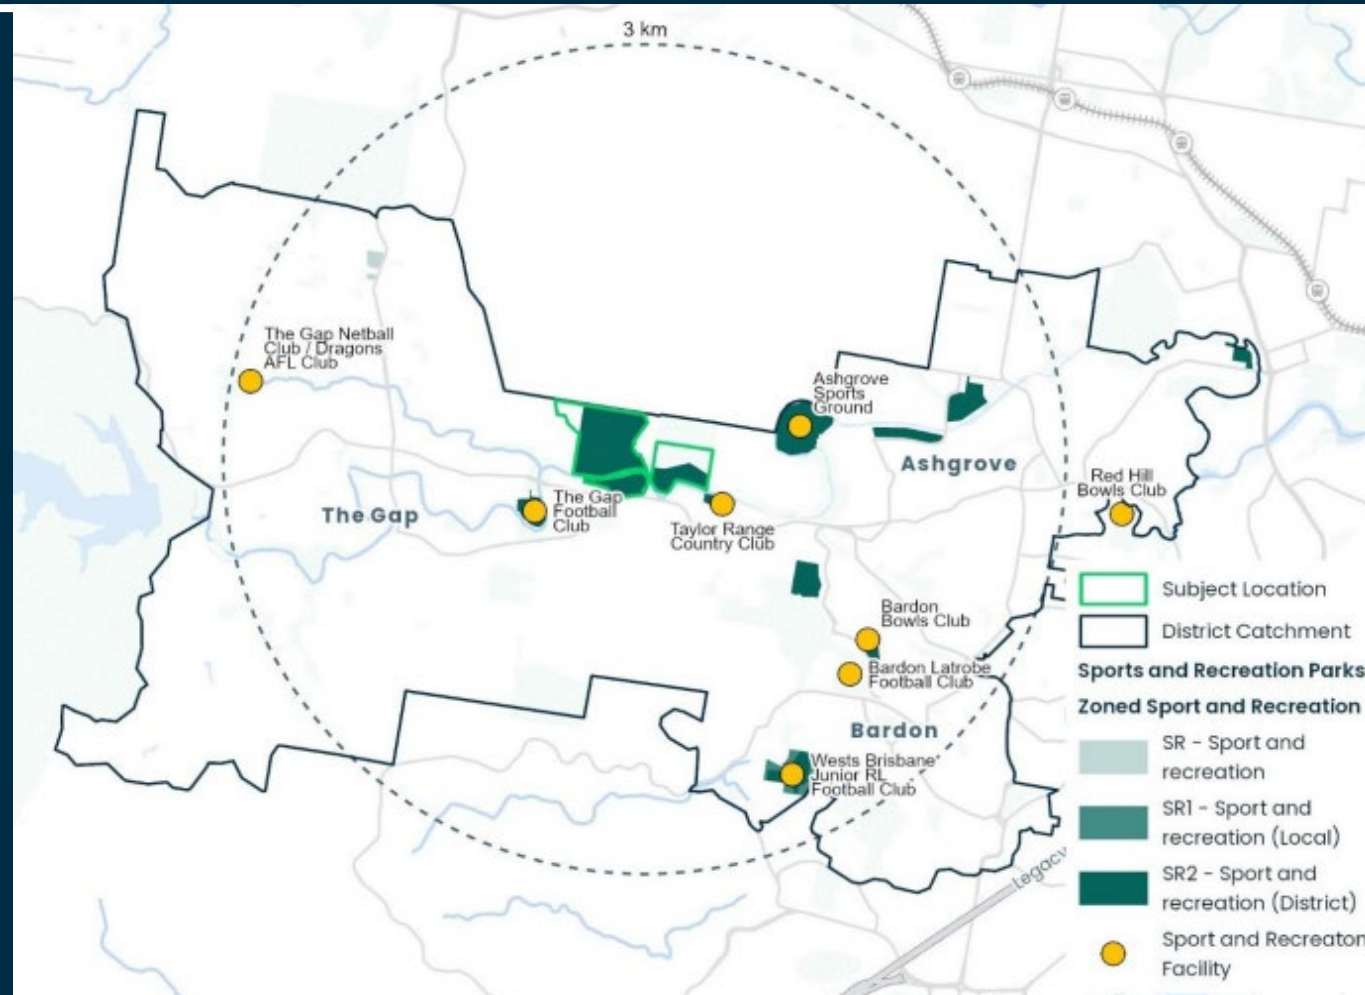 3 km
The Gap Netball
Club / Dragons
AFL Club
Ashgrove
Sports
Ground
Ashgrove
Red Hill
Bowls Club
The Gap
The Gap
Football
Club
Taylor Range
Country Club
Bardon
Bowls Club
Bardon Latrobe
Football Club
Bardon
Wests Brisbane'
Junior RL
Football Club
Legacy
Subject Location
District Catchment
Sports and Recreation Parks
Zoned Sport and Recreation
SR - Sport and
recreation
SR1 - Sport and
recreation (Local)
SR2 - Sport and
recreation (District)
Sport and Recreaton
Facility